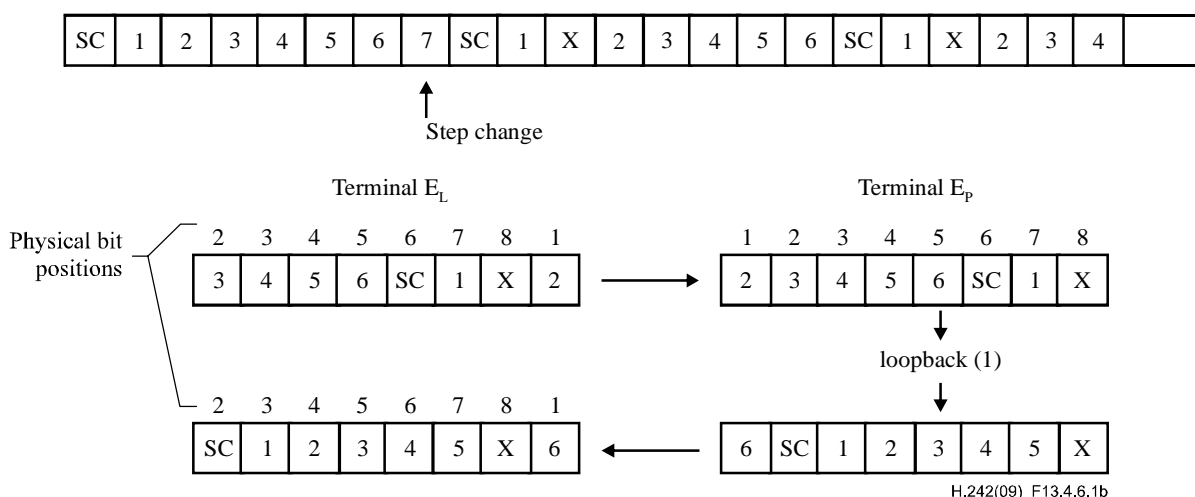 SC 1 2 3 4 5 6 7 SC 1 X 2 3 4 5 6 SC 1 X 2 3 4
Step change
Terminal E_L
Terminal E_P
Physical bit
positions
2 3 4 5 6 7 8 1
3 4 5 6 SC 1 X 2
1 2 3 4 5 6 7 8
2 3 4 5 6 SC 1 X
loopback (1)
2 3 4 5 6 7 8 1
SC 1 2 3 4 5 X 6
6 SC 1 2 3 4 5 X
H.242(09)_F13.4.6.1b